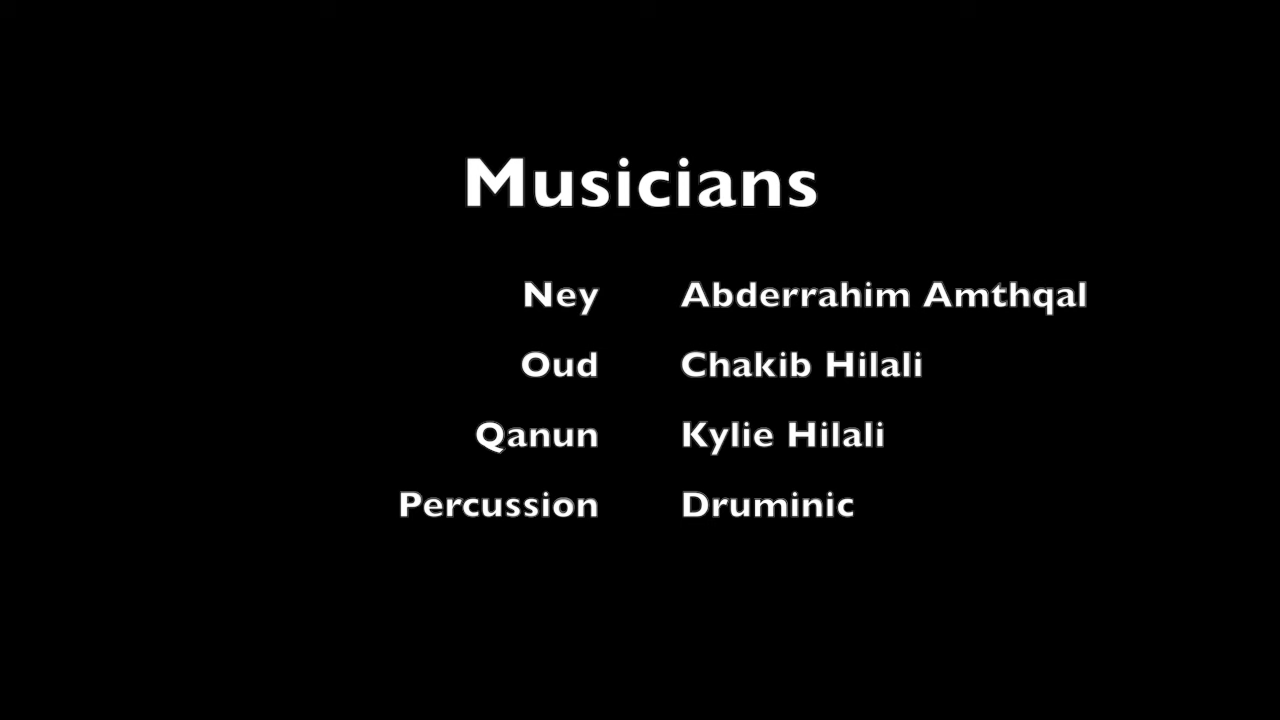 Musicians
Ney Abderrahim Amthqal
Oud Chakib Hilali
Qanun Kylie Hilali
Percussion Druminic